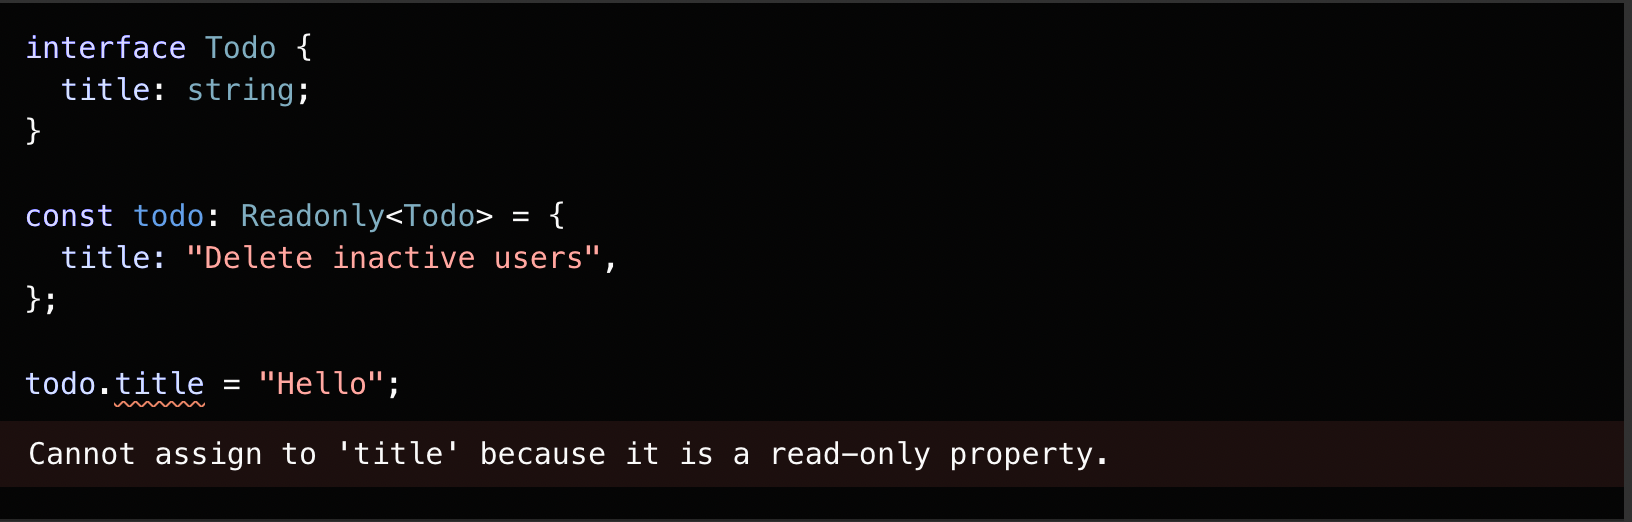 interface Todo {
  title: string;
}
const todo: Readonly<Todo> = {
  title: "Delete inactive users",
};
todo.title = "Hello";
Cannot assign to 'title' because it is a read-only property.